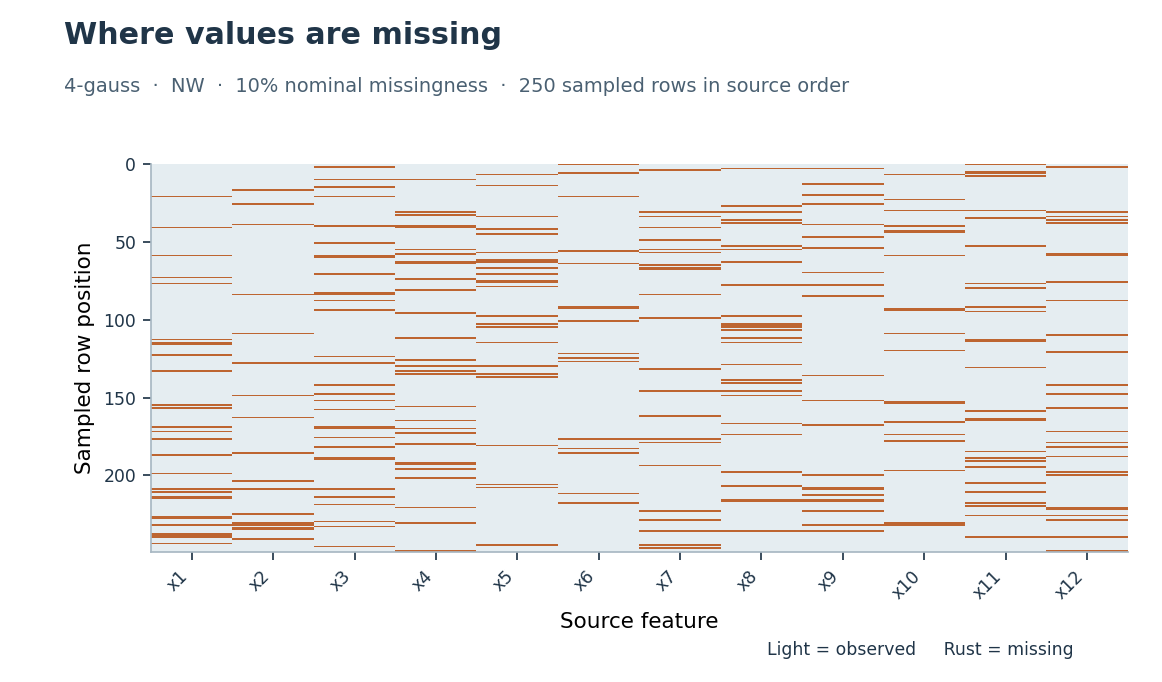 Where values are missing
4-gauss · NW · 10% nominal missingness · 250 sampled rows in source order
0
50
100
150
200
Sampled row position
x1 x2 x3 x4 x5 x6 x7 x8 x9 x10 x11 x12
Source feature
Light = observed Rust = missing